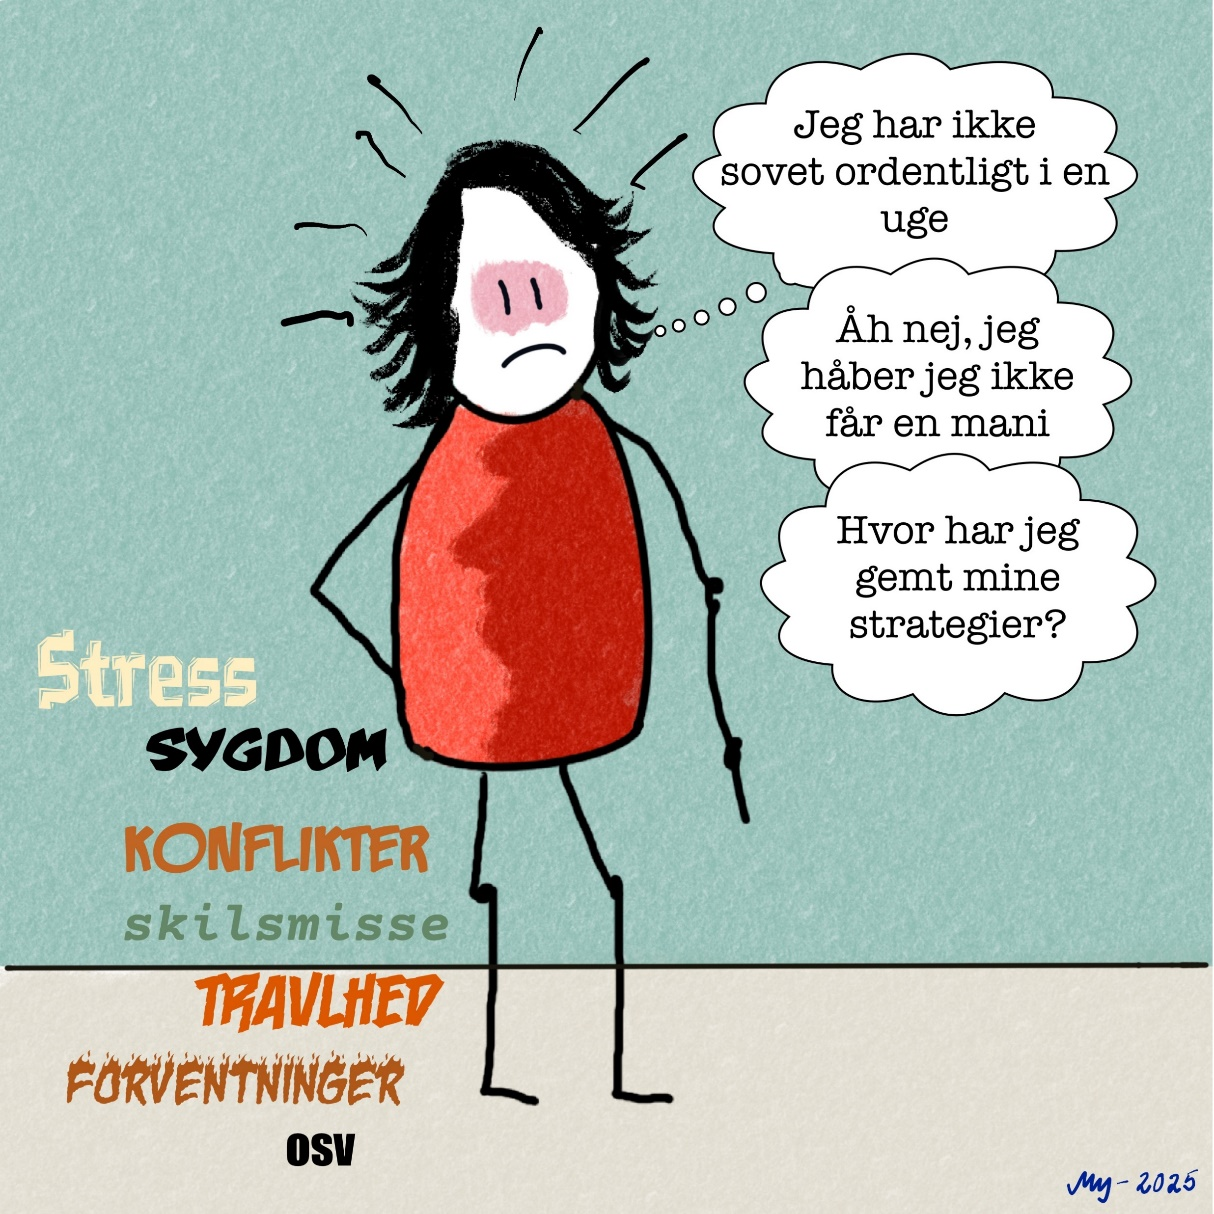 Jeg har ikke
sovet ordentligt i en
uge
Åh nej, jeg
håber jeg ikke
får en mani
Hvor har jeg
gemt mine
strategier?
Stress
SYGDOM
KONFLIKTER
skilsmisse
TRAVLHED
FORVENTNINGER
OSV
My - 2025